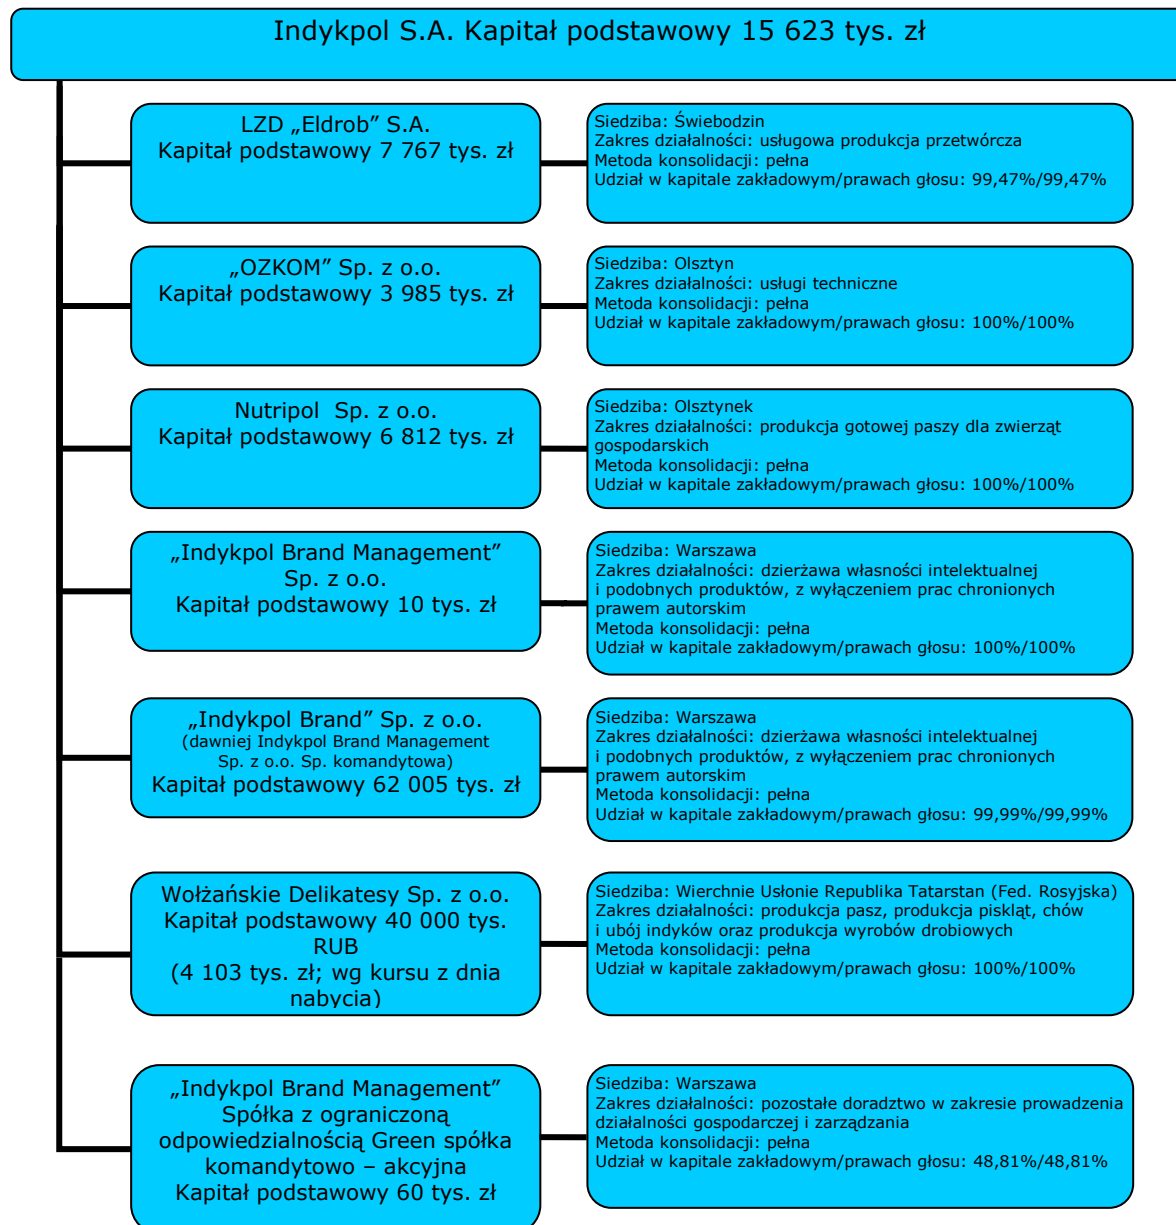 Indykpol S.A. Kapitał podstawowy 15 623 tys. zł
LZD „Eldrob” S.A.
Kapitał podstawowy 7 767 tys. zł
Siedziba: Świebodzin
Zakres działalności: usługowa produkcja przetwórcza
Metoda konsolidacji: pełna
Udział w kapitale zakładowym/prawach głosu: 99,47%/99,47%
„OZKOM” Sp. z o.o.
Kapitał podstawowy 3 985 tys. zł
Siedziba: Olsztyn
Zakres działalności: usługi techniczne
Metoda konsolidacji: pełna
Udział w kapitale zakładowym/prawach głosu: 100%/100%
Nutripol Sp. z o.o.
Kapitał podstawowy 6 812 tys. zł
Siedziba: Olsztynek
Zakres działalności: produkcja gotowej paszy dla zwierząt
gospodarskich
Metoda konsolidacji: pełna
Udział w kapitale zakładowym/prawach głosu: 100%/100%
„Indykpol Brand Management”
Sp. z o.o.
Kapitał podstawowy 10 tys. zł
Siedziba: Warszawa
Zakres działalności: dzierżawa własności intelektualnej
i podobnych produktów, z wyłączeniem prac chronionych
prawem autorskim
Metoda konsolidacji: pełna
Udział w kapitale zakładowym/prawach głosu: 100%/100%
„Indykpol Brand” Sp. z o.o.
(dawniej Indykpol Brand Management
Sp. z o.o. Sp. komandytowa)
Kapitał podstawowy 62 005 tys. zł
Siedziba: Warszawa
Zakres działalności: dzierżawa własności intelektualnej
i podobnych produktów, z wyłączeniem prac chronionych
prawem autorskim
Metoda konsolidacji: pełna
Udział w kapitale zakładowym/prawach głosu: 99,99%/99,99%
Wołżańskie Delikatesy Sp. z o.o.
Kapitał podstawowy 40 000 tys.
RUB
(4 103 tys. zł; wg kursu z dnia
nabycia)
Siedziba: Wierchnie Usłonie Republika Tatarstan (Fed. Rosyjska)
Zakres działalności: produkcja pasz, produkcja piskląt, chów
i ubój indyków oraz produkcja wyrobów drobiowych
Metoda konsolidacji: pełna
Udział w kapitale zakładowym/prawach głosu: 100%/100%
„Indykpol Brand Management”
Spółka z ograniczoną
odpowiedzialnością Green spółka
komandytowo – akcyjna
Kapitał podstawowy 60 tys. zł
Siedziba: Warszawa
Zakres działalności: pozostałe doradztwo w zakresie prowadzenia
działalności gospodarczej i zarządzania
Metoda konsolidacji: pełna
Udział w kapitale zakładowym/prawach głosu: 48,81%/48,81%